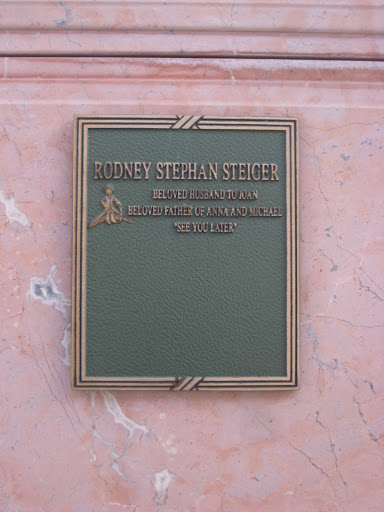 RODNEY STEPHAN STEIGER
BELOVED HUSBAND TO JOAN
BELOVED FATHER OF ANNA AND MICHAEL
"SEE YOU LATER"